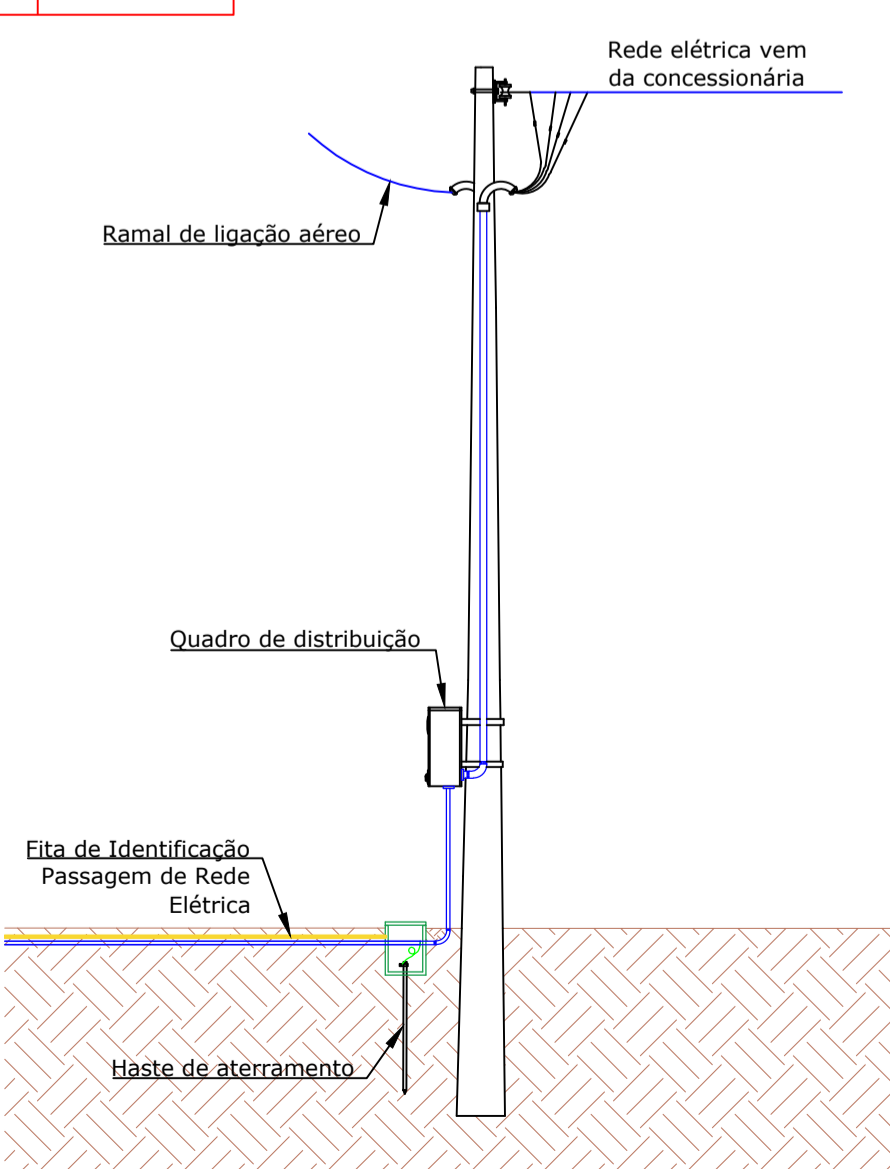 Rede elétrica vem
da concessionária
Ramal de ligação aéreo
Quadro de distribuição
Fita de Identificação
Passagem de Rede
Elétrica
Haste de aterramento